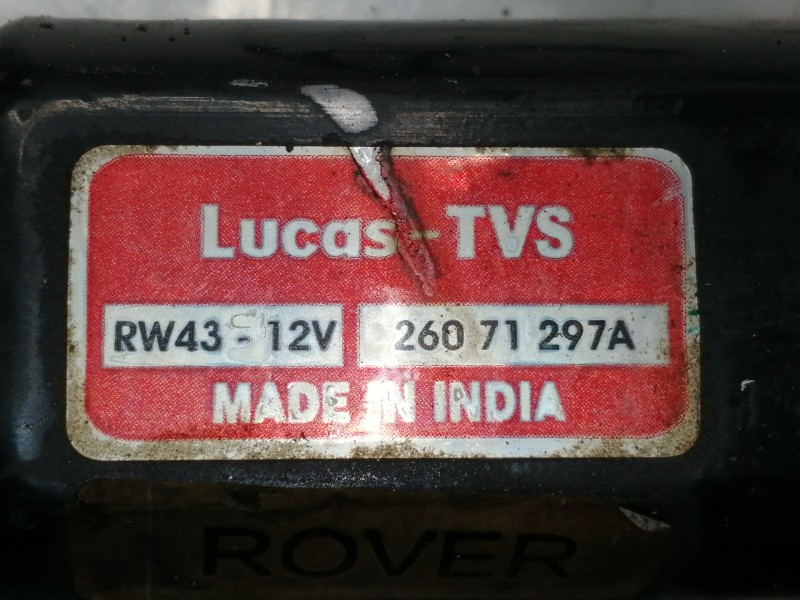 Lucas-TVS
RW43 - 12V 260 71 297A
MADE IN INDIA
ROVER